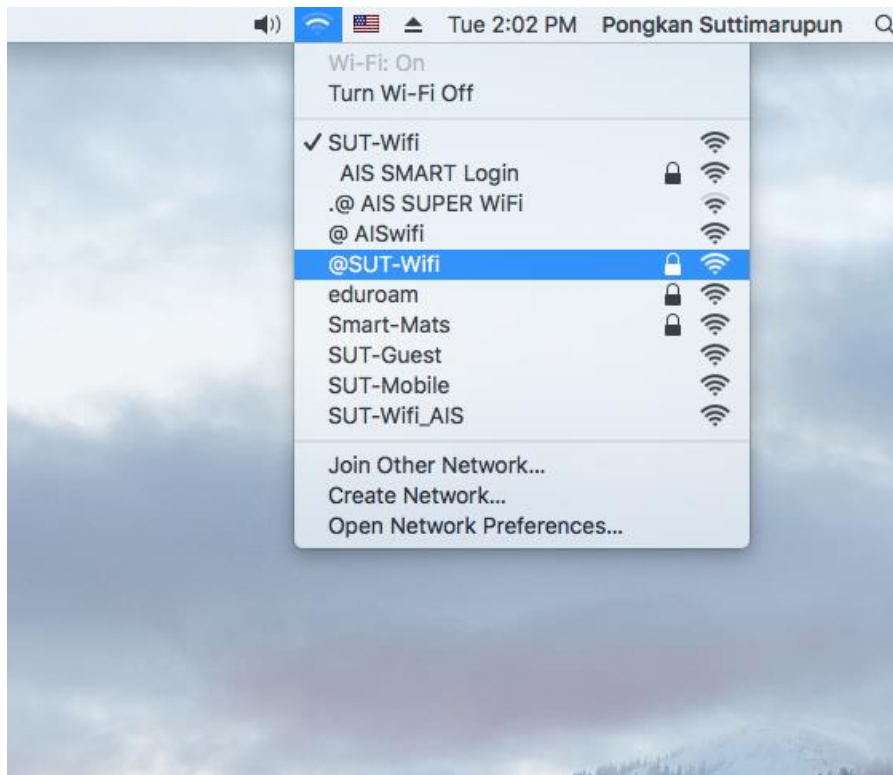 Tue 2:02 PM Pongkan Suttimarupun
Wi-Fi: On
Turn Wi-Fi Off
SUT-Wifi
AIS SMART Login
.@ AIS SUPER WiFi
@ AISwifi
@SUT-Wifi
eduroam
Smart-Mats
SUT-Guest
SUT-Mobile
SUT-Wifi_AIS
Join Other Network...
Create Network...
Open Network Preferences...